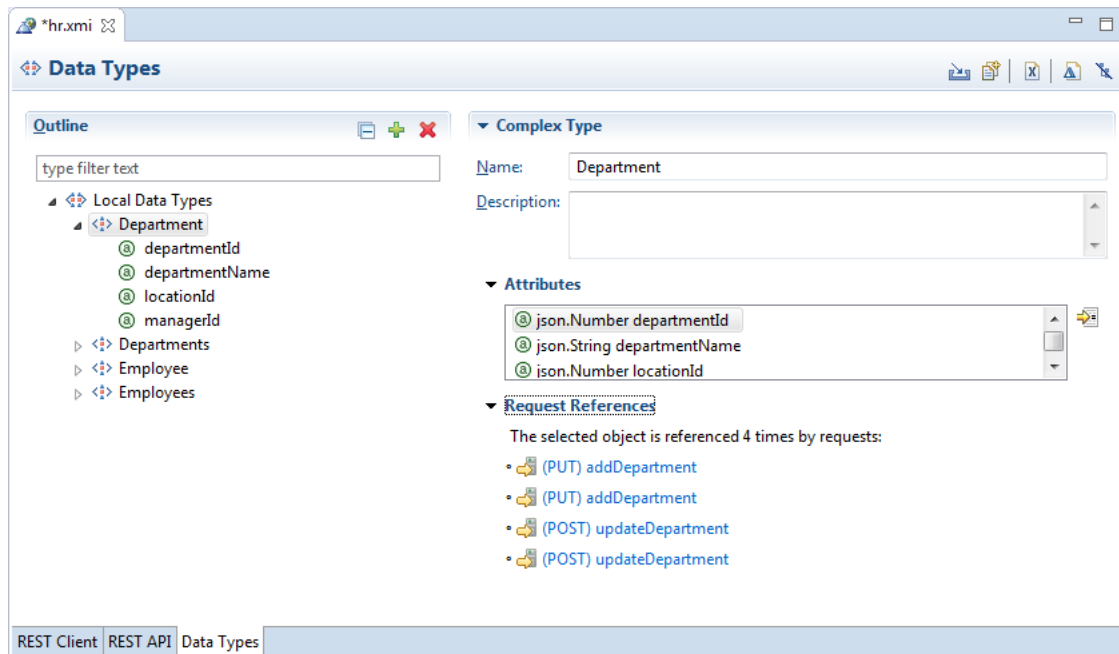 *hr.xmi
Data Types
Outline
type filter text
Local Data Types
Department
departmentId
departmentName
locationId
managerId
Departments
Employee
Employees
Complex Type
Name: Department
Description:
Attributes
json.Number departmentId
json.String departmentName
json.Number locationId
Request References
The selected object is referenced 4 times by requests:
(PUT) addDepartment
(PUT) addDepartment
(POST) updateDepartment
(POST) updateDepartment
REST Client REST API Data Types